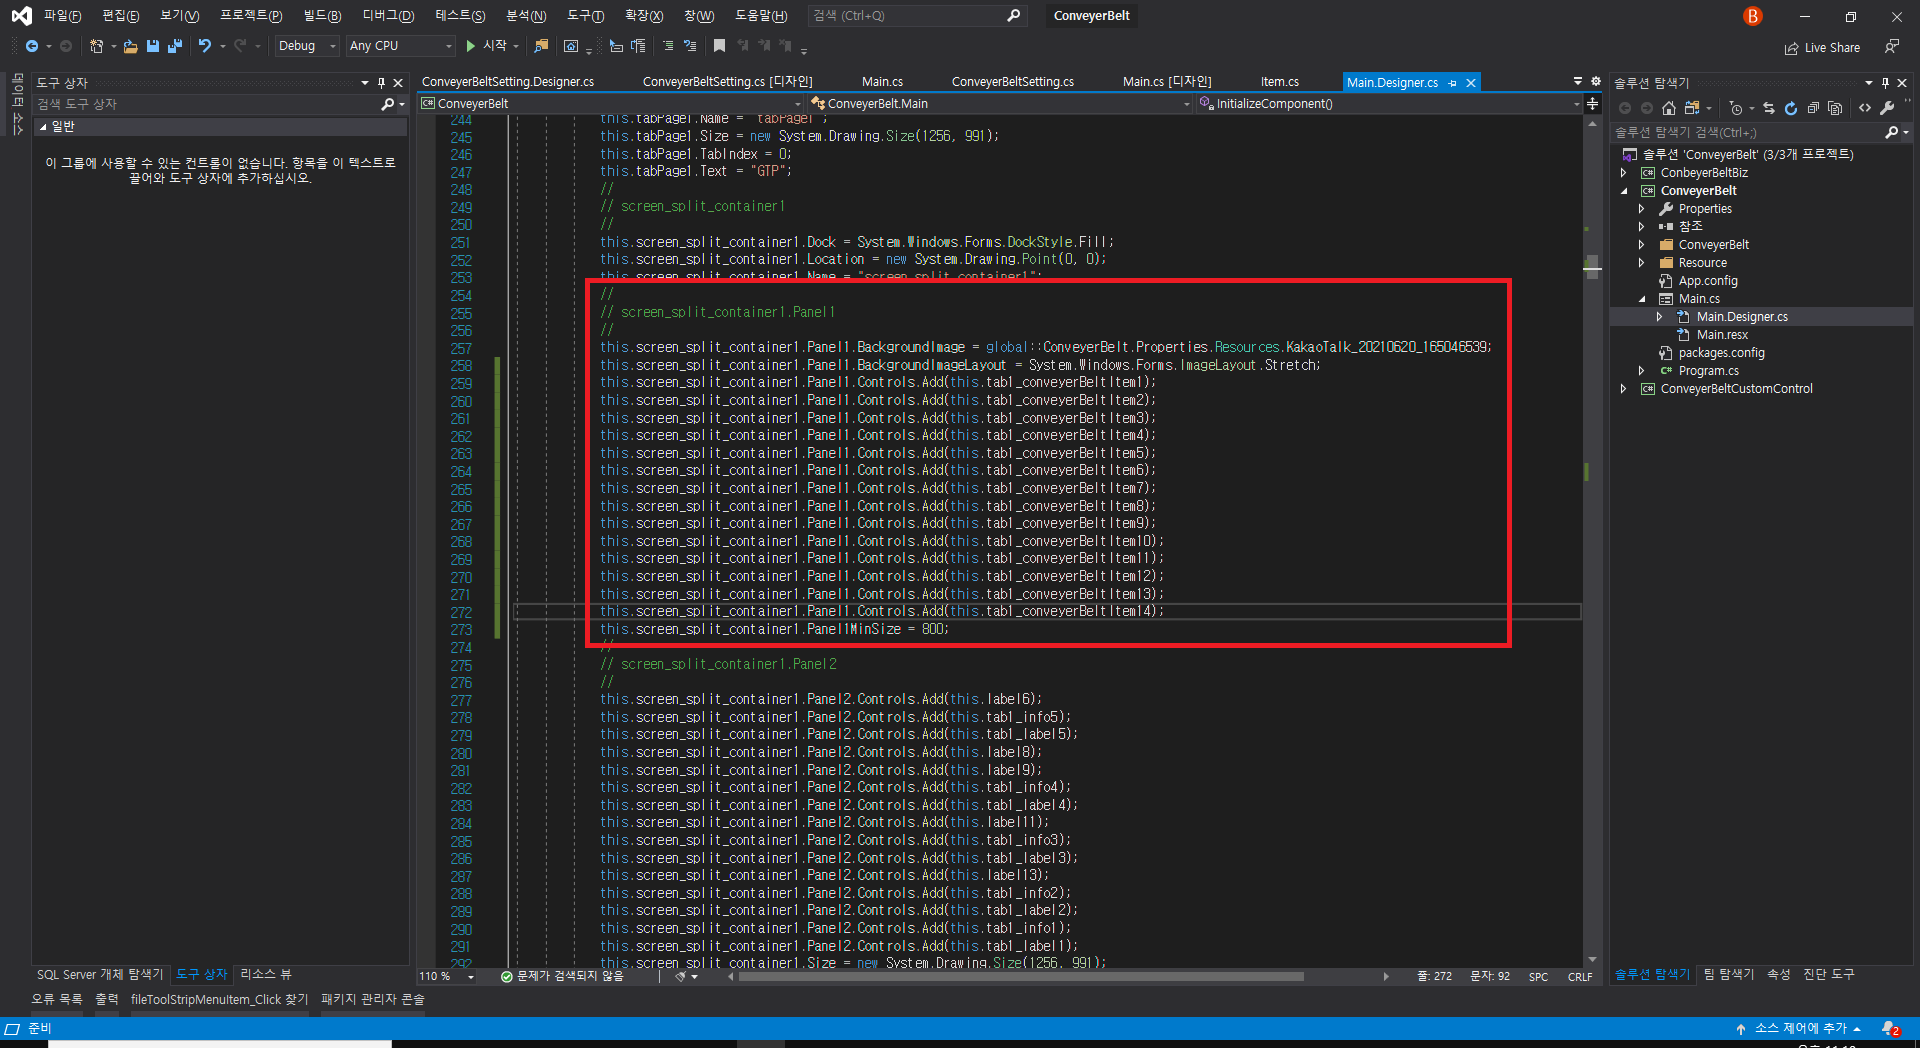 파일(F) 편집(E) 보기(V) 프로젝트(P) 빌드(B) 디버그(D) 테스트(S) 분석(N) 도구(T) 확장(X) 창(W) 도움말(H) 검색 (Ctrl+Q) ConveyerBelt B
Debug Any CPU 시작 Live Share
도구 상자
검색 도구 상자
일반
이 그룹에 사용할 수 있는 컨트롤이 없습니다. 항목을 이 텍스트로
끌어와 도구 상자에 추가하십시오.
SQL Server 개체 탐색기 도구 상자 리소스 뷰
ConveyerBeltSetting.Designer.cs ConveyerBeltSetting.cs [디자인] Main.cs ConveyerBeltSetting.cs Main.cs [디자인] Item.cs Main.Designer.cs
ConveyerBelt ConveyerBelt.Main InitializeComponent()
244 this.tabPage1.Name = "tabPage1";
245 this.tabPage1.Size = new System.Drawing.Size(1256, 991);
246 this.tabPage1.TabIndex = 0;
247 this.tabPage1.Text = "GTP";
248 //
249 // screen_split_container1
250 //
251 this.screen_split_container1.Dock = System.Windows.Forms.DockStyle.Fill;
252 this.screen_split_container1.Location = new System.Drawing.Point(0, 0);
253 this.screen_split_container1.Name = "screen_split_container1";
254 //
255 // screen_split_container1.Panel1
256 //
257 this.screen_split_container1.Panel1.BackgroundImage = global::ConveyerBelt.Properties.Resources.KakaoTalk_20210620_165046539;
258 this.screen_split_container1.Panel1.BackgroundImageLayout = System.Windows.Forms.ImageLayout.Stretch;
259 this.screen_split_container1.Panel1.Controls.Add(this.tab1_conveyerBeltItem1);
260 this.screen_split_container1.Panel1.Controls.Add(this.tab1_conveyerBeltItem2);
261 this.screen_split_container1.Panel1.Controls.Add(this.tab1_conveyerBeltItem3);
262 this.screen_split_container1.Panel1.Controls.Add(this.tab1_conveyerBeltItem4);
263 this.screen_split_container1.Panel1.Controls.Add(this.tab1_conveyerBeltItem5);
264 this.screen_split_container1.Panel1.Controls.Add(this.tab1_conveyerBeltItem6);
265 this.screen_split_container1.Panel1.Controls.Add(this.tab1_conveyerBeltItem7);
266 this.screen_split_container1.Panel1.Controls.Add(this.tab1_conveyerBeltItem8);
267 this.screen_split_container1.Panel1.Controls.Add(this.tab1_conveyerBeltItem9);
268 this.screen_split_container1.Panel1.Controls.Add(this.tab1_conveyerBeltItem10);
269 this.screen_split_container1.Panel1.Controls.Add(this.tab1_conveyerBeltItem11);
270 this.screen_split_container1.Panel1.Controls.Add(this.tab1_conveyerBeltItem12);
271 this.screen_split_container1.Panel1.Controls.Add(this.tab1_conveyerBeltItem13);
272 this.screen_split_container1.Panel1.Controls.Add(this.tab1_conveyerBeltItem14);
273 this.screen_split_container1.Panel1MinSize = 800;
274 //
275 // screen_split_container1.Panel2
276 //
277 this.screen_split_container1.Panel2.Controls.Add(this.label6);
278 this.screen_split_container1.Panel2.Controls.Add(this.tab1_info5);
279 this.screen_split_container1.Panel2.Controls.Add(this.tab1_label5);
280 this.screen_split_container1.Panel2.Controls.Add(this.label8);
281 this.screen_split_container1.Panel2.Controls.Add(this.label9);
282 this.screen_split_container1.Panel2.Controls.Add(this.tab1_info4);
283 this.screen_split_container1.Panel2.Controls.Add(this.tab1_label4);
284 this.screen_split_container1.Panel2.Controls.Add(this.label11);
285 this.screen_split_container1.Panel2.Controls.Add(this.tab1_info3);
286 this.screen_split_container1.Panel2.Controls.Add(this.tab1_label3);
287 this.screen_split_container1.Panel2.Controls.Add(this.label13);
288 this.screen_split_container1.Panel2.Controls.Add(this.tab1_info2);
289 this.screen_split_container1.Panel2.Controls.Add(this.tab1_label2);
290 this.screen_split_container1.Panel2.Controls.Add(this.tab1_info1);
291 this.screen_split_container1.Panel2.Controls.Add(this.tab1_label1);
292 this.screen_split_container1.Size = new System.Drawing.Size(1256, 991);
110 % 문제가 검색되지 않음 줄: 272 문자: 92 SPC CRLF
솔루션 탐색기
솔루션 탐색기 검색(Ctrl+;)
솔루션 'ConveyerBelt' (3/3개 프로젝트)
ConbeyerBeltBiz
ConveyerBelt
Properties
참조
ConveyerBelt
Resource
App.config
Main.cs
Main.Designer.cs
Main.resx
packages.config
Program.cs
ConveyerBeltCustomControl
솔루션 탐색기 팀 탐색기 속성 진단 도구
오류 목록 출력 fileToolStripMenuItem_Click 찾기 패키지 관리자 콘솔
준비 소스 제어에 추가 2